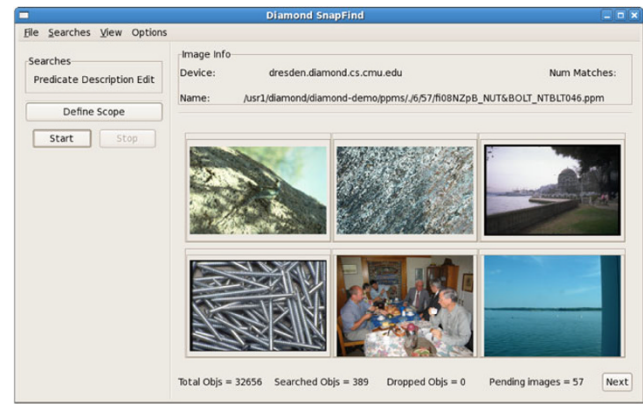 Diamond SnapFind
File Searches View Options
Searches
Predicate Description Edit
Define Scope
Start Stop
Image Info
Device: dresden.diamond.cs.cmu.edu Num Matches:
Name: /usr1/diamond/diamond-demo/ppms/./6/57/fi08NZpB_NUT&BOLT_NTBLT046.ppm
Total Objs = 32656 Searched Objs = 389 Dropped Objs = 0 Pending images = 57 Next